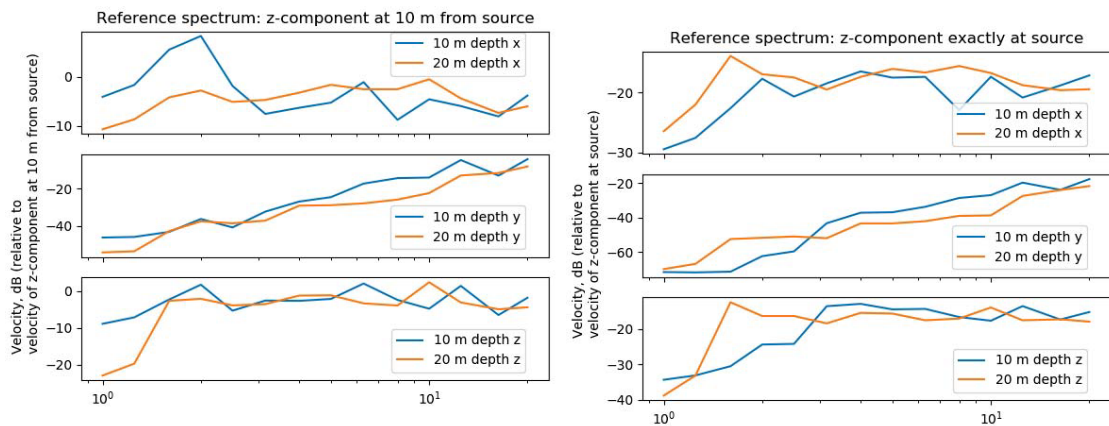 Reference spectrum: z-component at 10 m from source
0
−10
10 m depth x
20 m depth x
−20
−40
10 m depth y
20 m depth y
0
−10
−20
10 m depth z
20 m depth z
10⁰
10¹
Velocity, dB (relative to
velocity of z-component at 10 m from source)
Reference spectrum: z-component exactly at source
−20
−30
10 m depth x
20 m depth x
−20
−40
−60
10 m depth y
20 m depth y
−20
−30
−40
10 m depth z
20 m depth z
10⁰
10¹
Velocity, dB (relative to
velocity of z-component at source)